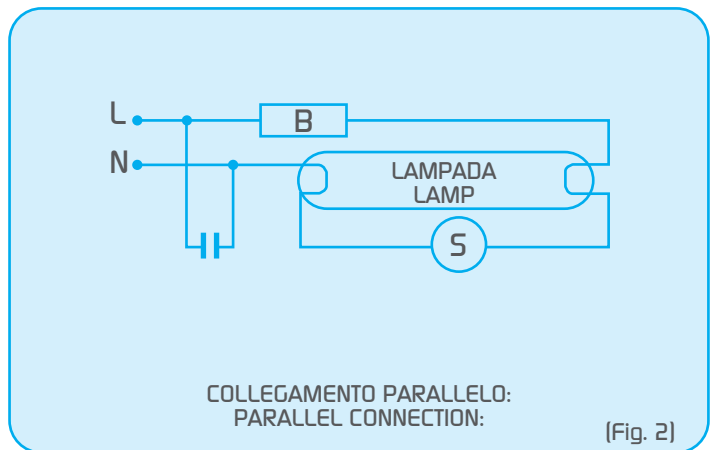 L
B
N
LAMPADA
LAMP
S
COLLEGAMENTO PARALLELO:
PARALLEL CONNECTION:
(Fig. 2)